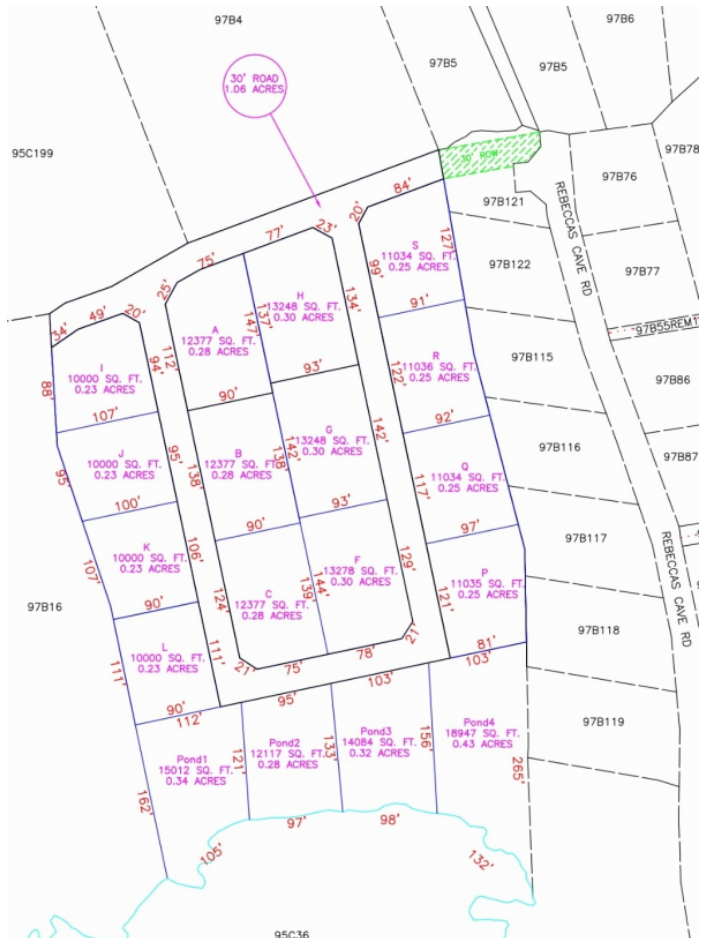 97B4
97B6
97B5
97B5
30' ROAD
1.06 ACRES
95C199
97B78
30' ROW
97B76
REBECCAS CAVE RD
84'
97B121
20'
23'
77'
S
11034 SQ. FT.
0.25 ACRES
127'
75'
99'
97B122
97B77
25'
147'
137'
H
13248 SQ. FT.
0.30 ACRES
134'
91'
34'
49'
20'
A
12377 SQ. FT.
0.28 ACRES
112'
97B55REM1
94'
R
11036 SQ. FT.
0.25 ACRES
122'
97B115
93'
88'
I
10000 SQ. FT.
0.23 ACRES
97B86
90'
107'
92'
G
13248 SQ. FT.
0.30 ACRES
142'
97B116
97B87
142'
138'
B
12377 SQ. FT.
0.28 ACRES
138'
J
10000 SQ. FT.
0.23 ACRES
95'
95'
Q
11034 SQ. FT.
0.25 ACRES
117'
93'
100'
90'
97'
97B117
REBECCAS CAVE RD
K
10000 SQ. FT.
0.23 ACRES
106'
107'
F
13278 SQ. FT.
0.30 ACRES
129'
P
11035 SQ. FT.
0.25 ACRES
121'
144'
139'
C
12377 SQ. FT.
0.28 ACRES
124'
97B16
90'
97B118
L
10000 SQ. FT.
0.23 ACRES
111'
111'
21'
75'
78'
21'
81'
103'
103'
95'
90'
112'
97B119
Pond1
15012 SQ. FT.
0.34 ACRES
121'
Pond2
12117 SQ. FT.
0.28 ACRES
133'
Pond3
14084 SQ. FT.
0.32 ACRES
156'
Pond4
18947 SQ. FT.
0.43 ACRES
265'
162'
97'
98'
105'
132'
95C36